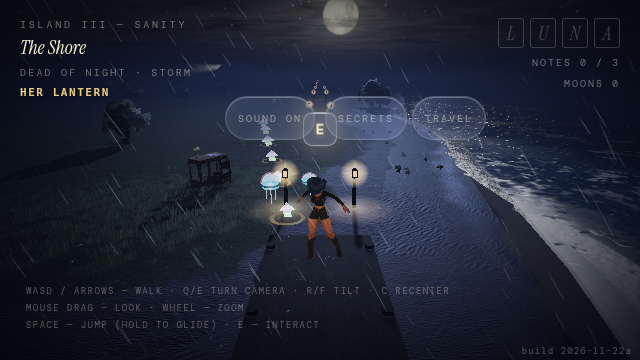 ISLAND III — SANITY
The Shore
DEAD OF NIGHT · STORM
HER LANTERN
LUNA
NOTES 0 / 3
MOONS 0
SOUND ON
SECRETS
TRAVEL
E
WASD / ARROWS — WALK · Q/E TURN CAMERA · R/F TILT · C RECENTER
MOUSE DRAG — LOOK · WHEEL — ZOOM
SPACE — JUMP (HOLD TO GLIDE) · E — INTERACT
build 2026-11-22a